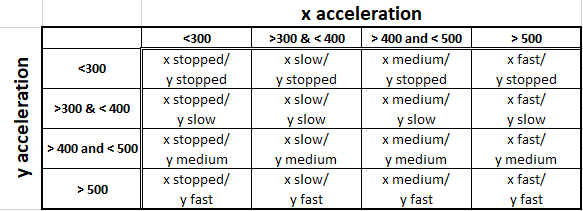 x acceleration
<300 >300 & < 400 > 400 and < 500 > 500
y acceleration
<300
x stopped/ x slow/ x medium/ x fast/
y stopped y stopped y stopped y stopped
>300 & < 400
x stopped/ x slow/ x medium/ x fast/
y slow y slow y slow y slow
> 400 and < 500
x stopped/ x slow/ x medium/ x fast/
y medium y medium y medium y medium
> 500
x stopped/ x slow/ x medium/ x fast/
y fast y fast y fast y fast